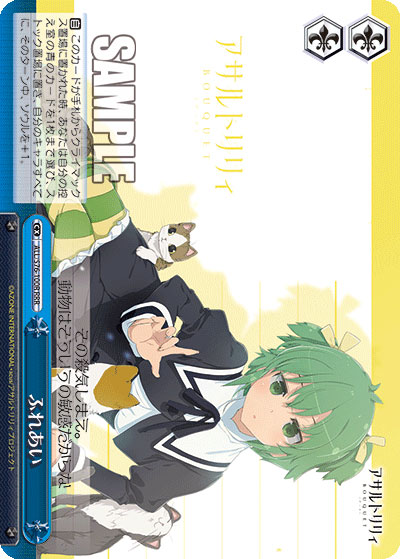 アサルトリリィ
BOUQUET
SAMPLE
【自】このカードが手札からクライマック
ス置場に置かれた時、あなたは自分の控
え室の青のカードを1枚まで選び、ス
トック置場に置き、自分のキャラすべて
に、そのターン中、ソウルを+1。
その殺気しまえ。
動物はそうしうの敏感だからな
アサルトリリィ
BOUQUET
CX
ふれあい